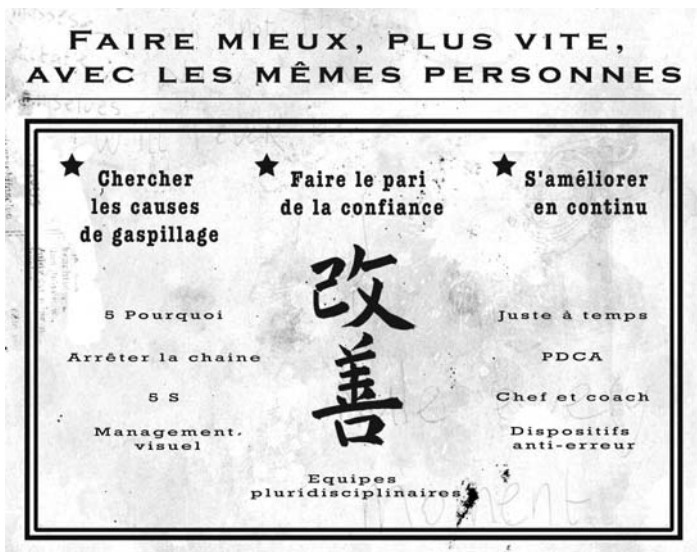 FAIRE MIEUX, PLUS VITE,
AVEC LES MÊMES PERSONNES
Chercher
les causes
de gaspillage
Faire le pari
de la confiance
S'améliorer
en continu
改
善
5 Pourquoi
Arrêter la chaine
5 S
Management
visuel
Juste à temps
PDCA
Chef et coach
Dispositifs
anti-erreur
Equipes
pluridisciplinaires
moment